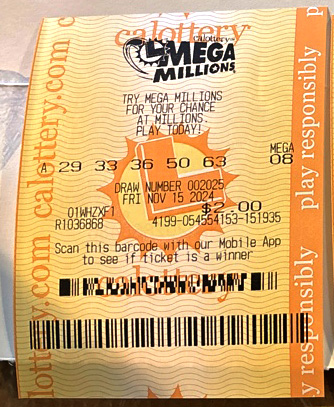 calottery
calottery
MEGA
MILLIONS
TRY MEGA MILLIONS
FOR YOUR CHANCE
AT MILLIONS.
PLAY TODAY!
MEGA
A 29 33 36 50 63 08
DRAW NUMBER 002025
FRI NOV 15 2024
$2.00
01WHZXF1
R1036868 4199-054554153-151935
Scan this barcode with our Mobile App
to see if ticket is a winner
calottery
calottery.com calottery.com
play responsibly
y responsibly
p